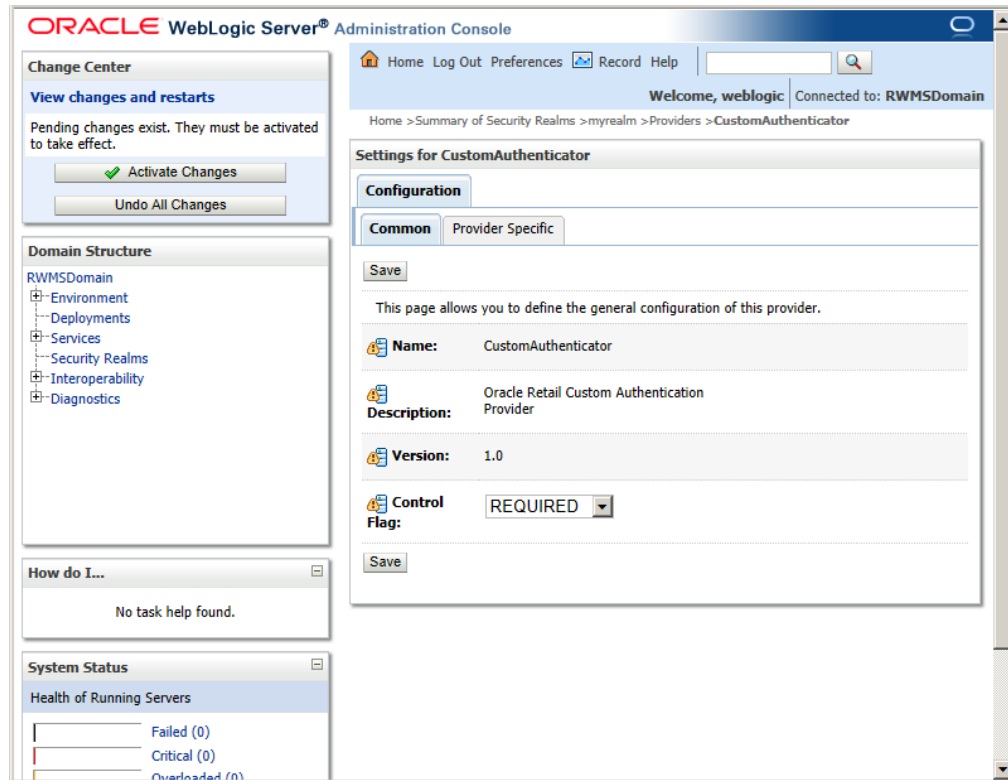 ORACLE WebLogic Server® Administration Console
Change Center
View changes and restarts
Pending changes exist. They must be activated
to take effect.
Activate Changes
Undo All Changes
Domain Structure
RWMSDomain
Environment
Deployments
Services
Security Realms
Interoperability
Diagnostics
How do I...
No task help found.
System Status
Health of Running Servers
Failed (0)
Critical (0)
Overloaded (0)
Home Log Out Preferences Record Help
Welcome, weblogic Connected to: RWMSDomain
Home >Summary of Security Realms >myrealm >Providers >CustomAuthenticator
Settings for CustomAuthenticator
Configuration
Common Provider Specific
Save
This page allows you to define the general configuration of this provider.
Name: CustomAuthenticator
Description: Oracle Retail Custom Authentication
Provider
Version: 1.0
Control
Flag: REQUIRED
Save